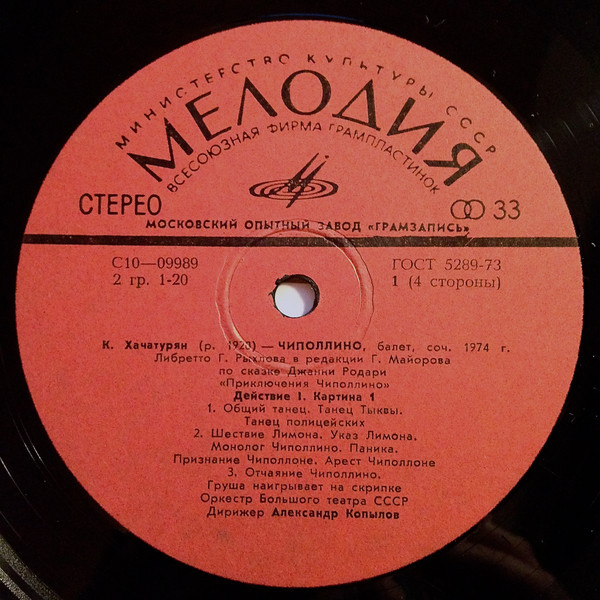 МИНИСТЕРСТВО КУЛЬТУРЫ СССР
МЕЛОДИЯ
ВСЕСОЮЗНАЯ ФИРМА ГРАМПЛАСТИНОК
СТЕРЕО
33
МОСКОВСКИЙ ОПЫТНЫЙ ЗАВОД «ГРАМЗАПИСЬ»
С10—09989
ГОСТ 5289-73
2 гр. 1-20
1 (4 стороны)
К. Хачатурян (р. 1920) — ЧИПОЛЛИНО, балет, соч. 1974 г.
Либретто Г. Рыхлова в редакции Г. Майорова
по сказке Джанни Родари
«Приключения Чиполлино»
Действие I. Картина 1
1. Общий танец. Танец Тыквы.
Танец полицейских
2. Шествие Лимона. Указ Лимона.
Монолог Чиполлино. Паника.
Признание Чиполлоне. Арест Чиполлоне
3. Отчаяние Чиполлино.
Груша наигрывает на скрипке
Оркестр Большого театра СССР
Дирижер Александр Копылов